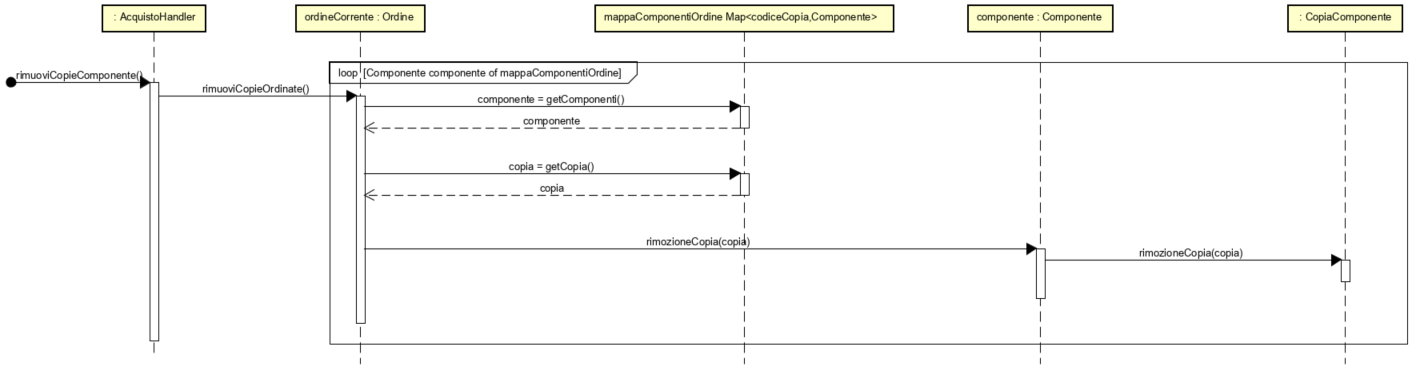 : AcquistoHandler
ordineCorrente : Ordine
mappaComponentiOrdine Map<codiceCopia,Componente>
componente : Componente
: CopiaComponente
loop [Componente componente of mappaComponentiOrdine]
rimuoviCopieComponente()
rimuoviCopieOrdinate()
componente = getComponenti()
componente
copia = getCopia()
copia
rimozioneCopia(copia)
rimozioneCopia(copia)